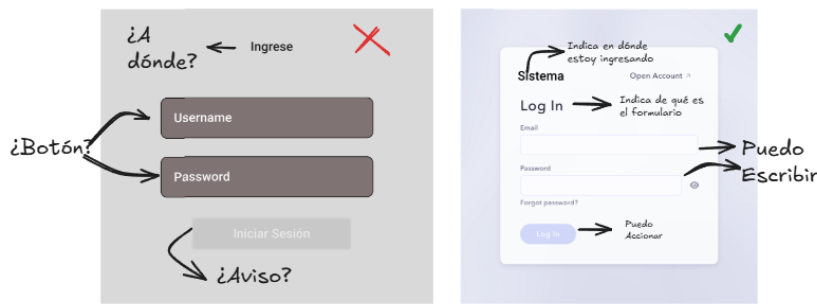 ¿A
dónde?
Ingrese
Username
¿Botón?
Password
Iniciar Sesión
¿Aviso?
Indica en dónde
estoy ingresando
Sistema
Open Account ↗
Log In
Indica de qué es
el formulario
Email
Puedo
Escribir
Password
Forgot password?
Log In
Puedo
Accionar